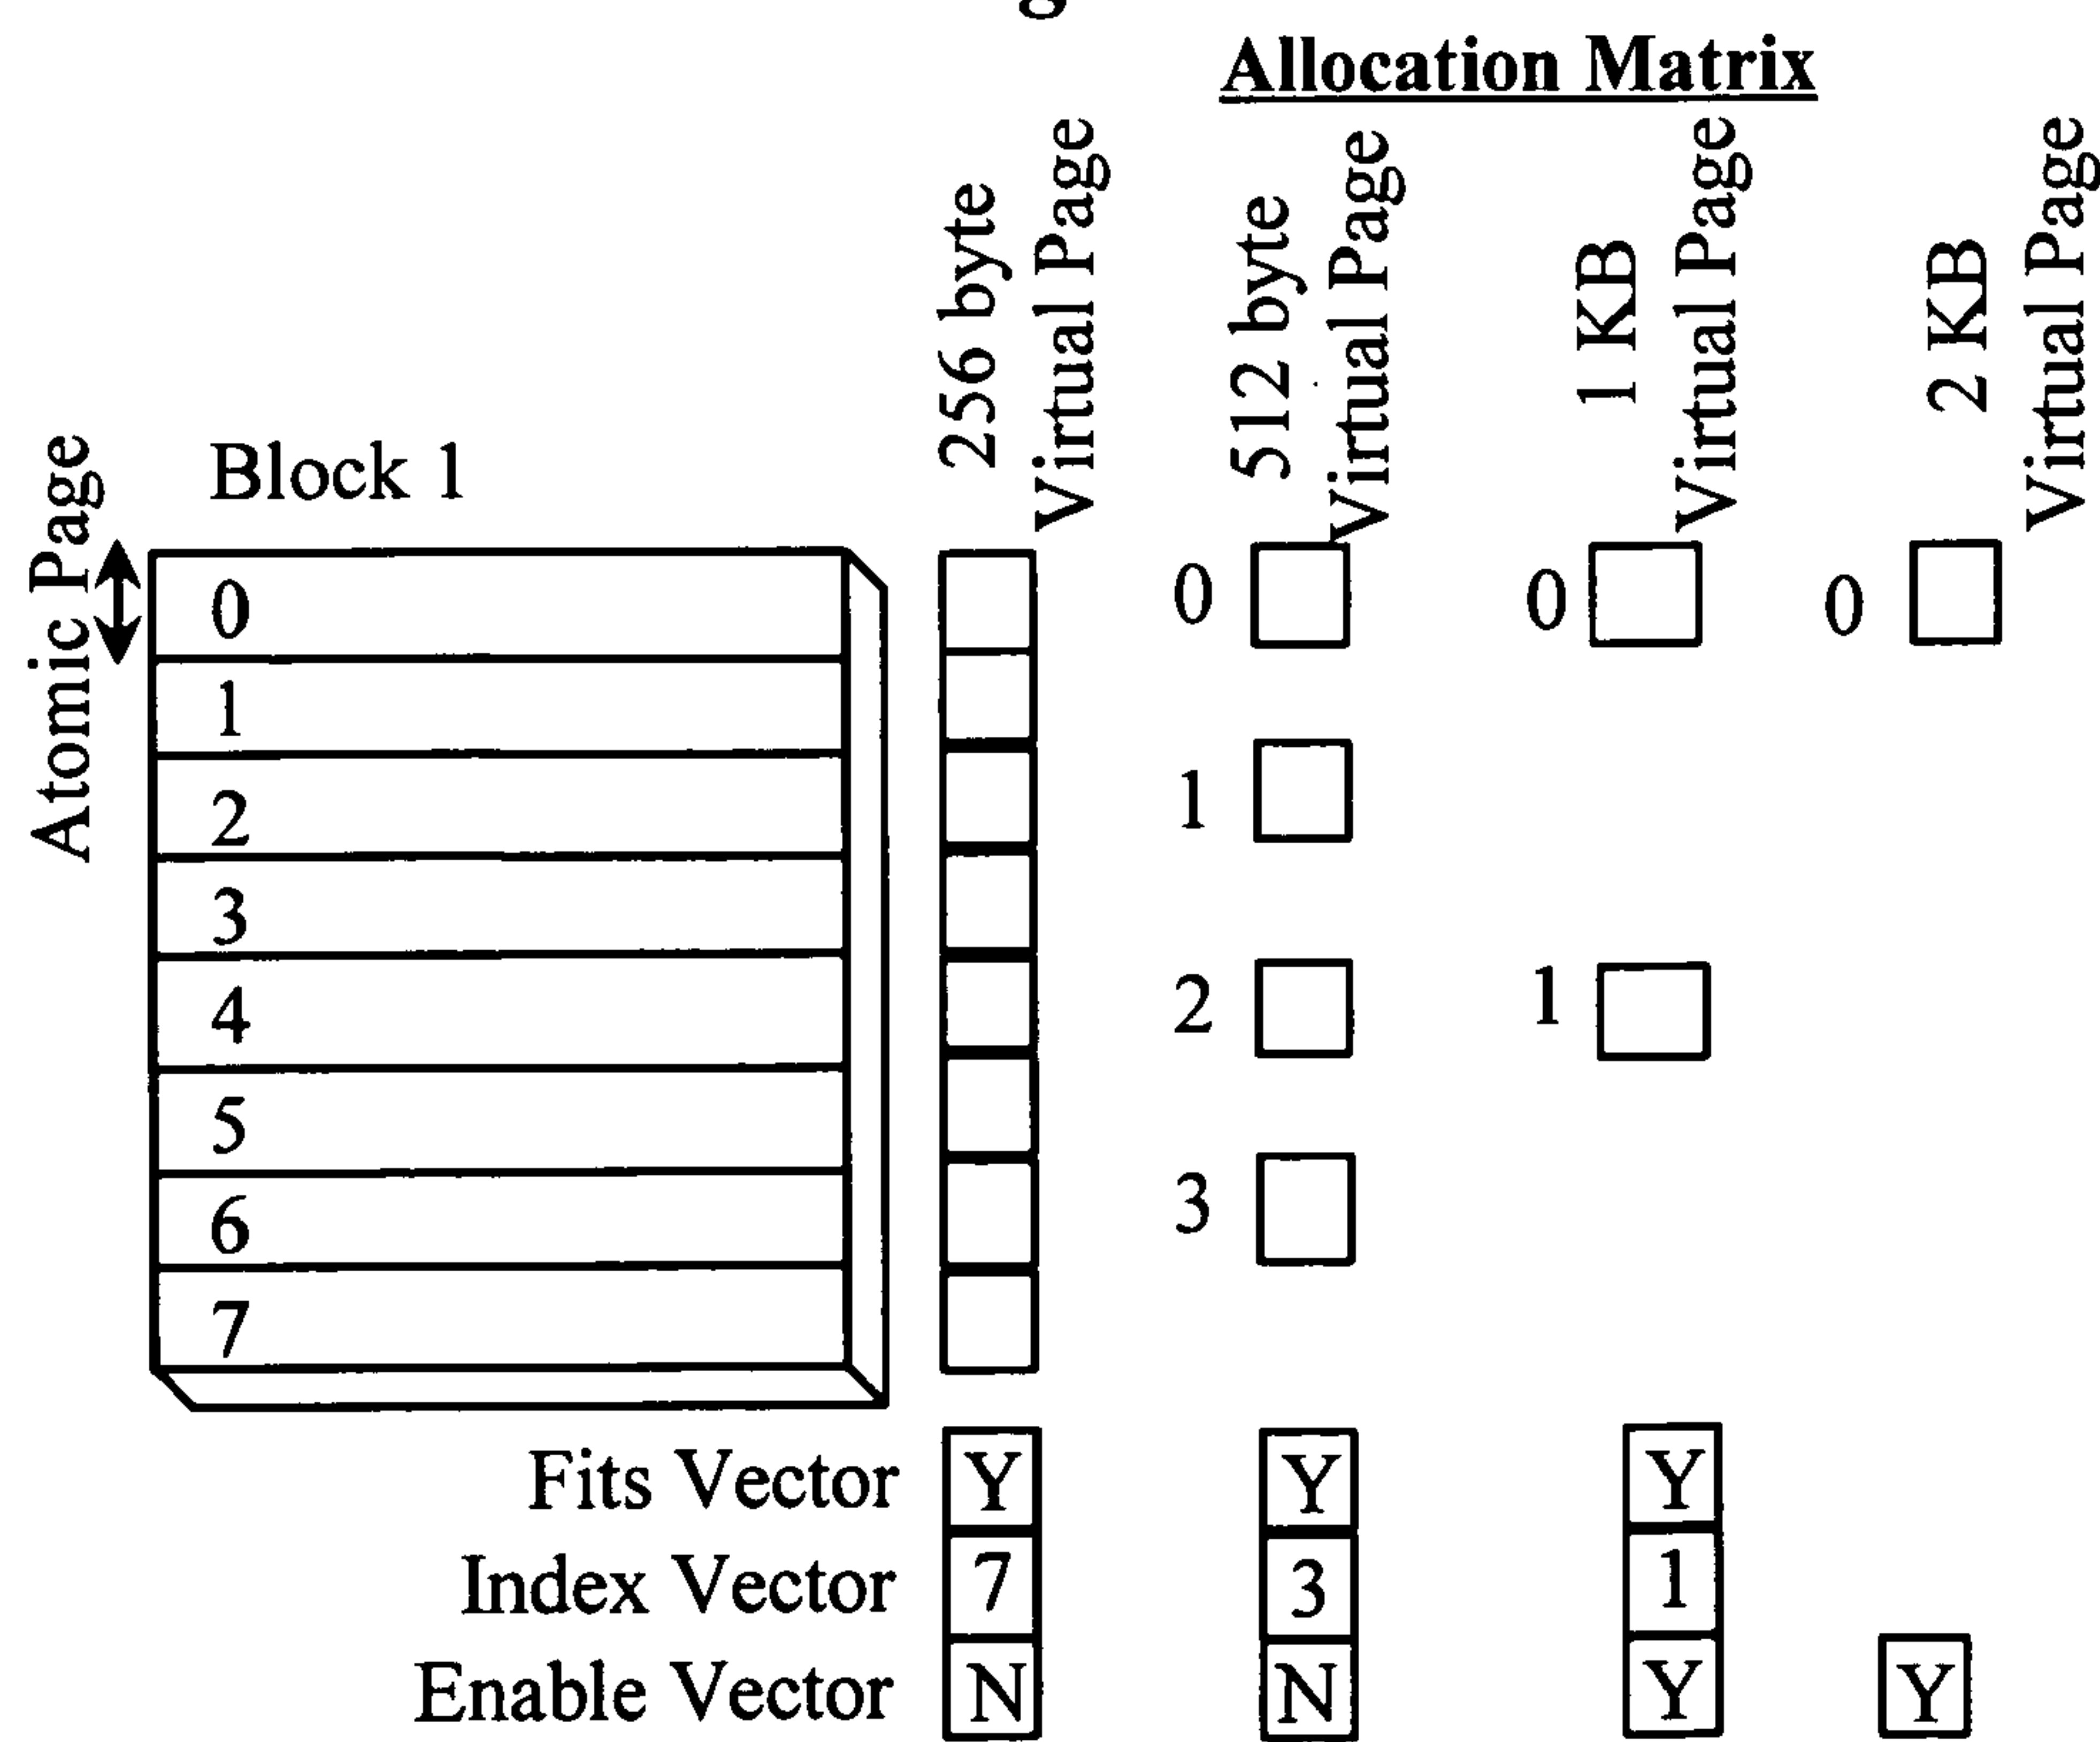 Allocation Matrix
256 byte
Virtual Page
512 byte
Virtual Page
1 KB
Virtual Page
2 KB
Virtual Page
Atomic Page
Block 1
0
1
2
3
4
5
6
7
0
1
2
3
0
1
0
Fits Vector Y Y Y
Index Vector 7 3 1
Enable Vector N N Y Y